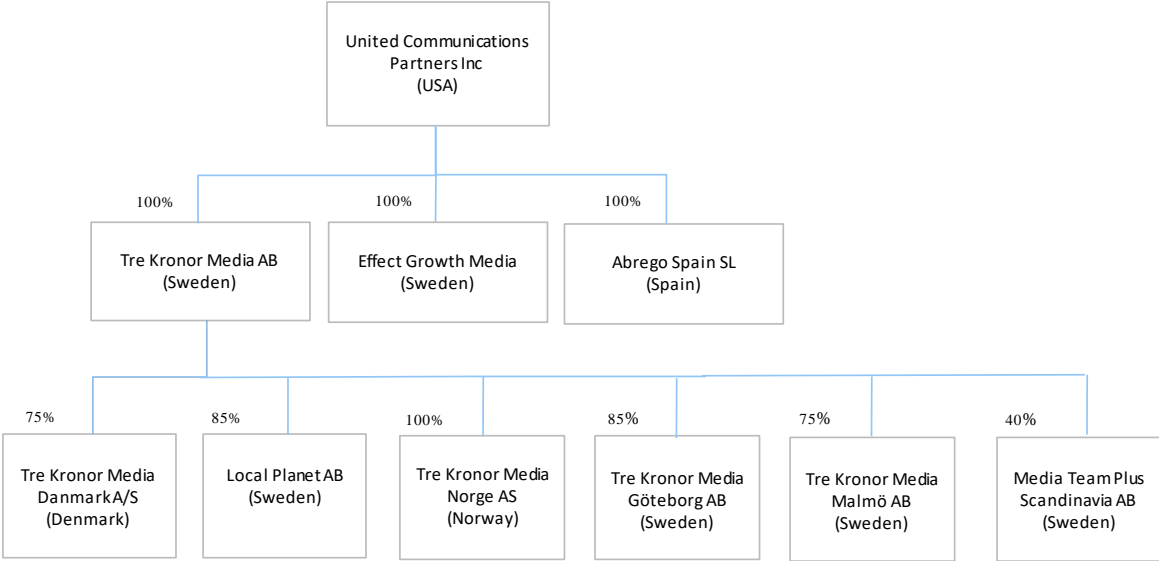 United Communications
Partners Inc
(USA)
100%
100%
100%
Tre Kronor Media AB
(Sweden)
Effect Growth Media
(Sweden)
Abrego Spain SL
(Spain)
75%
85%
100%
85%
75%
40%
Tre Kronor Media
Danmark A/S
(Denmark)
Local Planet AB
(Sweden)
Tre Kronor Media
Norge AS
(Norway)
Tre Kronor Media
Göteborg AB
(Sweden)
Tre Kronor Media
Malmö AB
(Sweden)
Media Team Plus
Scandinavia AB
(Sweden)